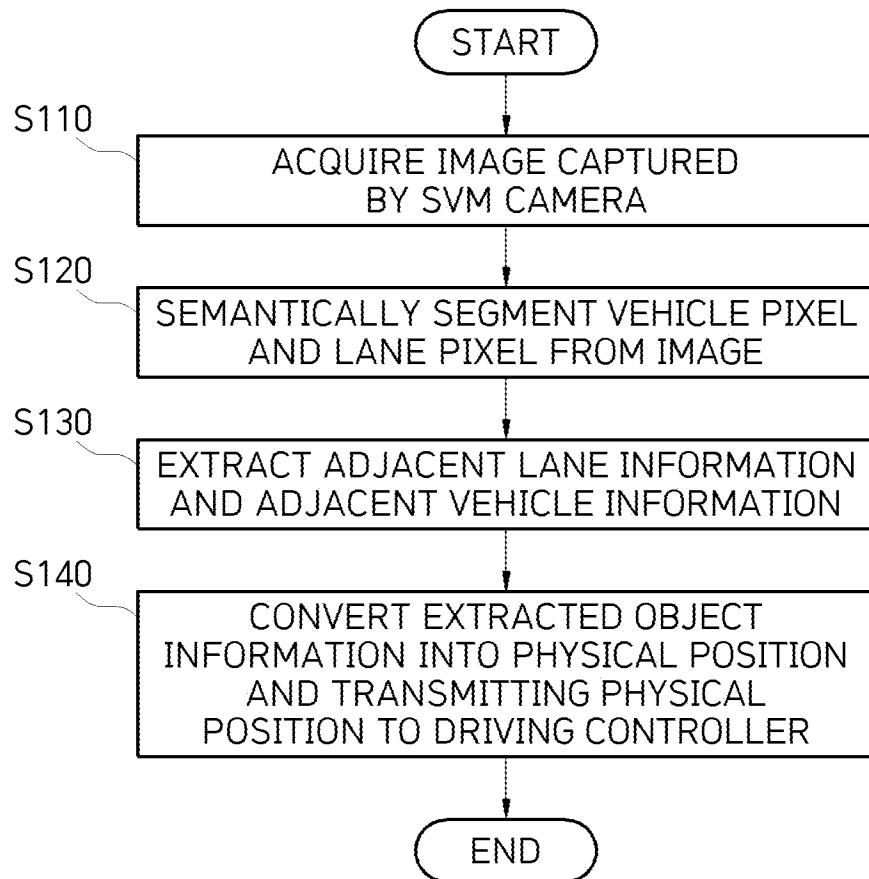 START
S110
ACQUIRE IMAGE CAPTURED
BY SVM CAMERA
S120
SEMANTICALLY SEGMENT VEHICLE PIXEL
AND LANE PIXEL FROM IMAGE
S130
EXTRACT ADJACENT LANE INFORMATION
AND ADJACENT VEHICLE INFORMATION
S140
CONVERT EXTRACTED OBJECT
INFORMATION INTO PHYSICAL POSITION
AND TRANSMITTING PHYSICAL
POSITION TO DRIVING CONTROLLER
END